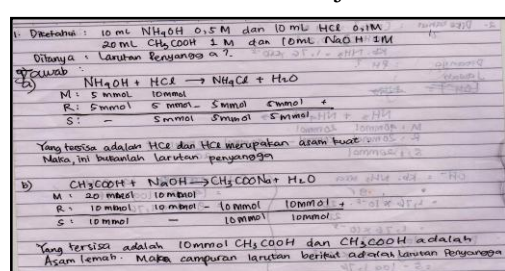 1. Diketahui : 10 mL NH4OH 0,5 M dan 10 mL HCl 0,1M
20 mL CH3COOH 1 M dan 10mL NaOH 1M
Ditanya : Larutan Penyangga ?
Jawab :
a) NH4OH + HCl → NH4Cl + H2O
M : 5 mmol 10mmol
R : 5mmol 5 mmol - 5mmol 5mmol +
S : - 5mmol 5mmol 5mmol
Yang tersisa adalah HCl dan HCl merupakan asam kuat
Maka, ini bukanlah larutan penyangga
b) CH3COOH + NaOH → CH3COONa + H2O
M : 20 mmol 10 mmol
R : 10 mmol 10 mmol - 10 mmol 10mmol +
S : 10 mmol - 10 mmol 10mmol
Yang tersisa adalah 10mmol CH3COOH dan CH3COOH adalah
Asam lemah. Maka campuran larutan berikut adalah Larutan Penyangga